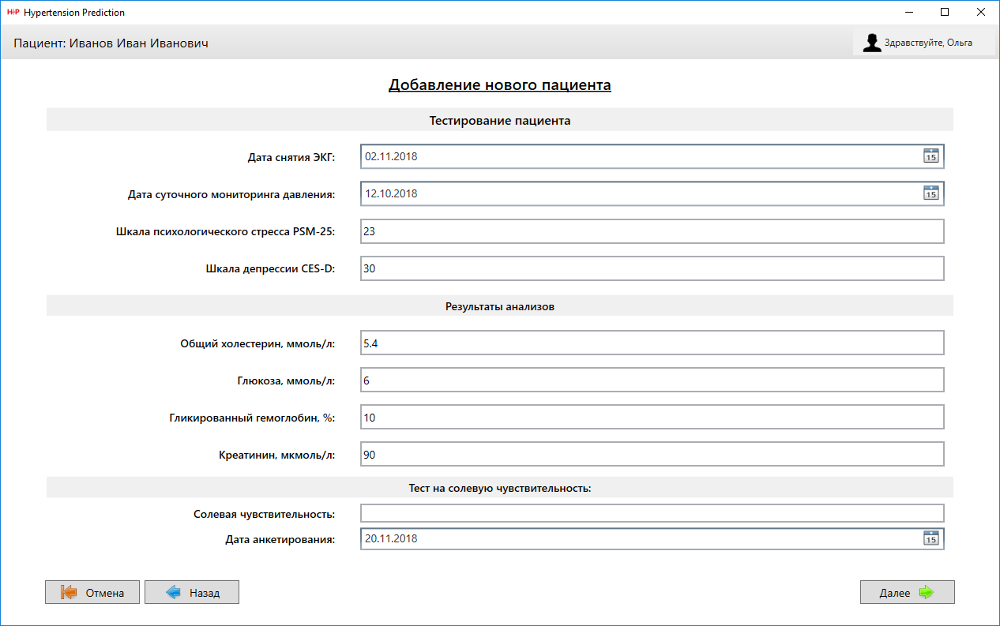 HP Hypertension Prediction
Пациент: Иванов Иван Иванович
Здравствуйте, Ольга
Добавление нового пациента
Тестирование пациента
Дата снятия ЭКГ: 02.11.2018 15
Дата суточного мониторинга давления: 12.10.2018 15
Шкала психологического стресса PSM-25: 23
Шкала депрессии CES-D: 30
Результаты анализов
Общий холестерин, ммоль/л: 5.4
Глюкоза, ммоль/л: 6
Гликированный гемоглобин, %: 10
Креатинин, мкмоль/л: 90
Тест на солевую чувствительность:
Солевая чувствительность:
Дата анкетирования: 20.11.2018 15
Отмена Назад Далее